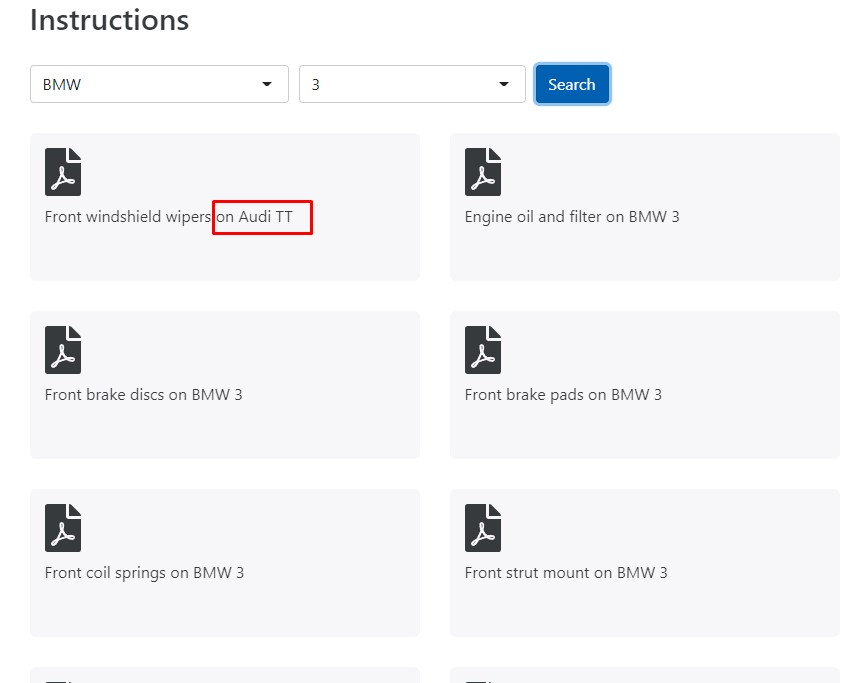 Instructions
BMW
3
Search
Front windshield wipers on Audi TT
Engine oil and filter on BMW 3
Front brake discs on BMW 3
Front brake pads on BMW 3
Front coil springs on BMW 3
Front strut mount on BMW 3